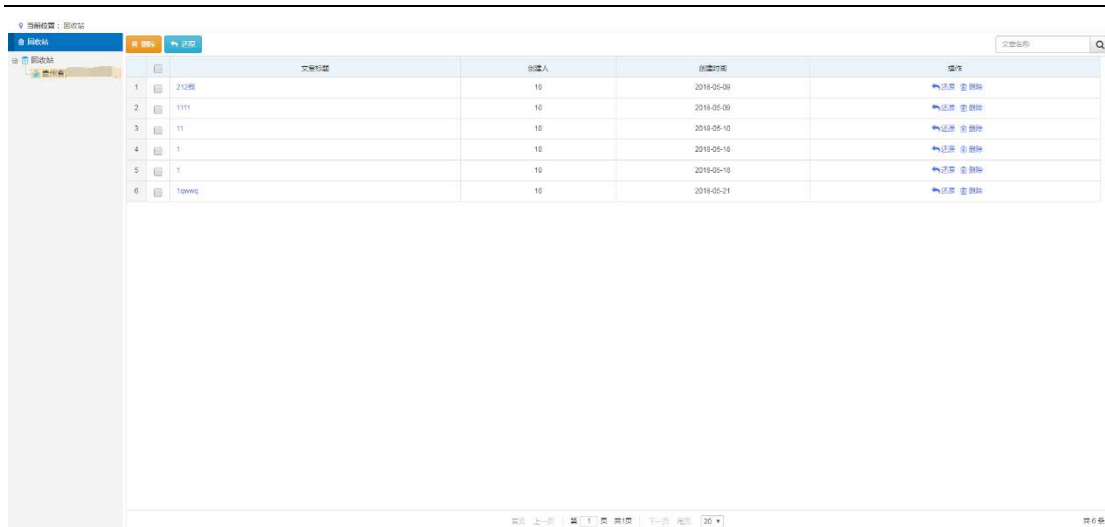 当前位置： 回收站
回收站
删除 还原 文章名称
回收站
贵州省
文章标题 创建人 创建时间 操作
1 212我 10 2018-05-09 还原 删除
2 1111 10 2018-05-09 还原 删除
3 11 10 2018-05-10 还原 删除
4 1 10 2018-05-18 还原 删除
5 1 10 2018-05-18 还原 删除
6 1qwwq 10 2018-05-21 还原 删除
首页 上一页 第 1 页 共1页 下一页 尾页 20 共6条